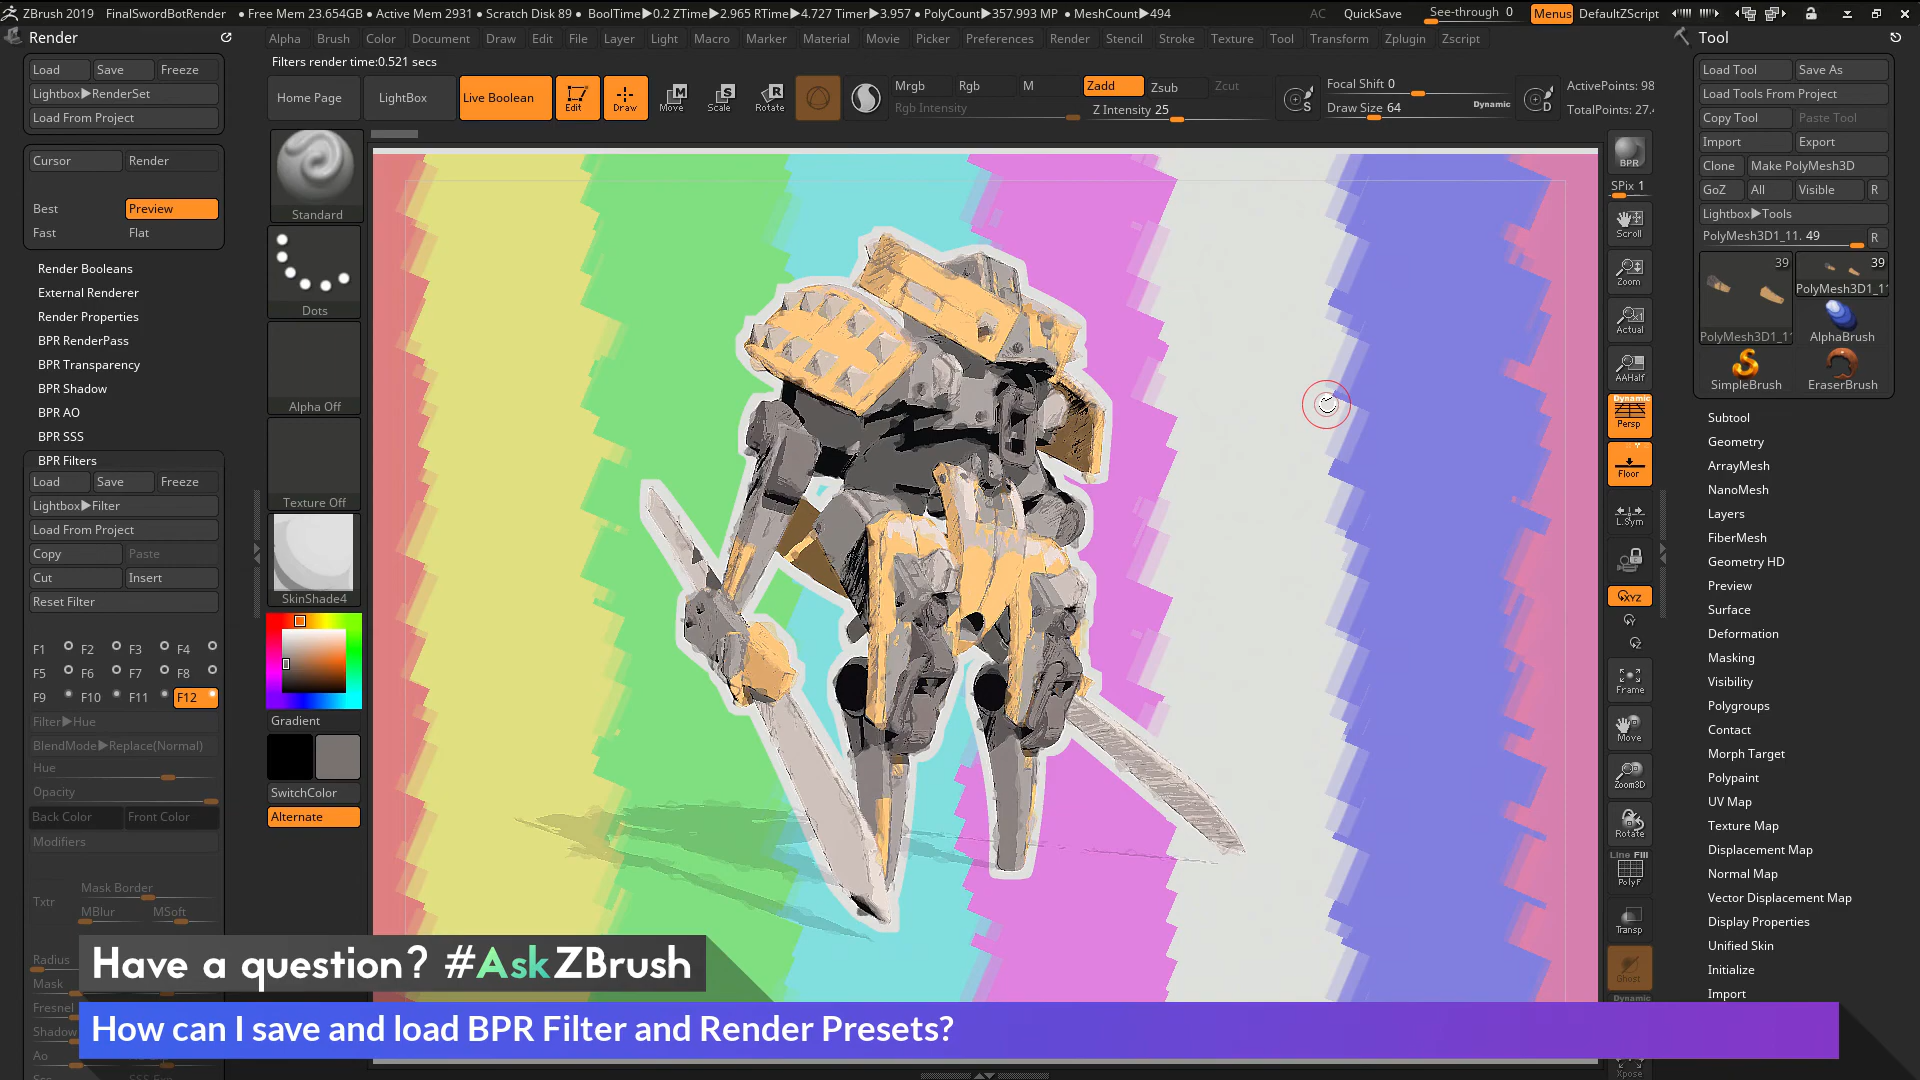 ZBrush 2019 FinalSwordBotRender ● Free Mem 23.654GB ● Active Mem 2931 ● Scratch Disk 89 ● BoolTime▶0.2 ZTime▶2.965 RTime▶4.727 Timer▶3.957 ● PolyCount▶357.993 MP ● MeshCount▶494 AC QuickSave See-through 0 Menus DefaultZScript
Render
Alpha Brush Color Document Draw Edit File Layer Light Macro Marker Material Movie Picker Preferences Render Stencil Stroke Texture Tool Transform Zplugin Zscript
Tool
Filters render time:0.521 secs
Load Save Freeze
Lightbox▶RenderSet
Load From Project
Cursor Render
Best Preview
Fast Flat
Render Booleans
External Renderer
Render Properties
BPR RenderPass
BPR Transparency
BPR Shadow
BPR AO
BPR SSS
BPR Filters
Load Save Freeze
Lightbox▶Filter
Load From Project
Copy Paste
Cut Insert
Reset Filter
F1 F2 F3 F4
F5 F6 F7 F8
F9 F10 F11 F12
Filter▶Hue
BlendMode▶Replace(Normal)
Hue
Opacity
Back Color Front Color
Modifiers
Mask Border
Txtr
MBlur MSoft
Radius
Mask
Fresnel
Shadow
Ao
Home Page LightBox Live Boolean Edit Draw Move Scale Rotate
Mrgb Rgb M
Rgb Intensity
Zadd Zsub Zcut
Z Intensity 25
S
Focal Shift 0
Draw Size 64 Dynamic
D
ActivePoints: 98
TotalPoints: 27.4
Standard
Dots
Alpha Off
Texture Off
SkinShade4
Gradient
SwitchColor
Alternate
BPR
SPix 1
Scroll
Zoom
Actual
AAHalf
Dynamic
Persp
Floor
L.Sym
XYZ
Frame
Move
Zoom3D
Rotate
Line Fill
PolyF
Transp
Ghost
Dynamic
Xpose
Load Tool Save As
Load Tools From Project
Copy Tool Paste Tool
Import Export
Clone Make PolyMesh3D
GoZ All Visible R
Lightbox▶Tools
PolyMesh3D1_11. 49 R
39 39
PolyMesh3D1_11
PolyMesh3D1_11 AlphaBrush
SimpleBrush EraserBrush
Subtool
Geometry
ArrayMesh
NanoMesh
Layers
FiberMesh
Geometry HD
Preview
Surface
Deformation
Masking
Visibility
Polygroups
Contact
Morph Target
Polypaint
UV Map
Texture Map
Displacement Map
Normal Map
Vector Displacement Map
Display Properties
Unified Skin
Initialize
Import
Have a question? #AskZBrush
How can I save and load BPR Filter and Render Presets?